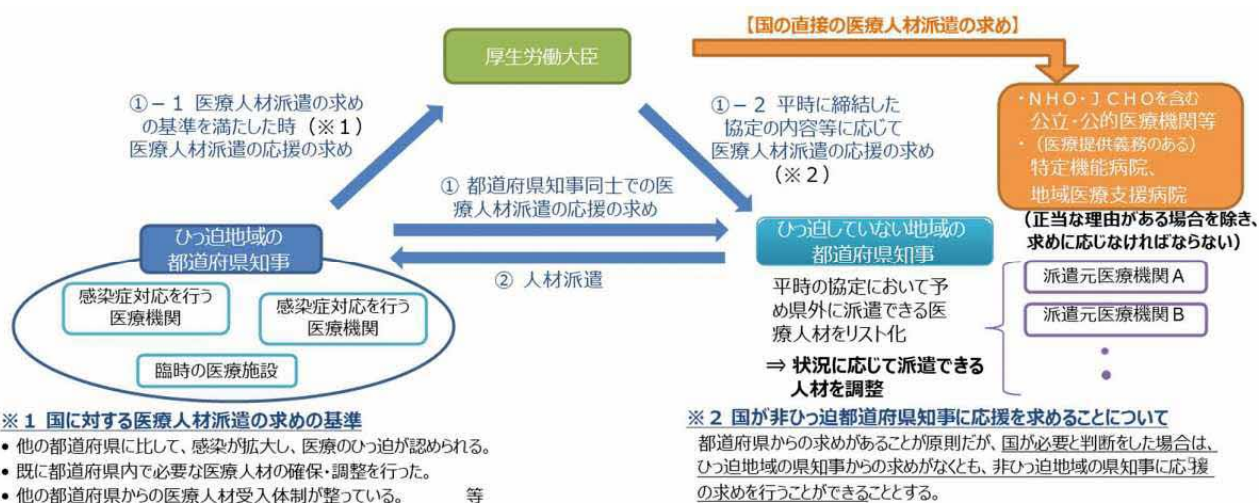 【国の直接の医療人材派遣の求め】
厚生労働大臣
①－1 医療人材派遣の求め
の基準を満たした時（※1）
医療人材派遣の応援の求め
①－2 平時に締結した
協定の内容等に応じて
医療人材派遣の応援の求め
（※2）
・NHO・JCHOを含む
公立・公的医療機関等
・（医療提供義務のある）
特定機能病院、
地域医療支援病院
(正当な理由がある場合を除き、
求めに応じなければならない)
① 都道府県知事同士での医
療人材派遣の応援の求め
ひっ迫地域の
都道府県知事
ひっ迫していない地域の
都道府県知事
② 人材派遣
感染症対応を行う
医療機関
感染症対応を行う
医療機関
臨時の医療施設
平時の協定において予
め県外に派遣できる医
療人材をリスト化
⇒ 状況に応じて派遣できる
人材を調整
派遣元医療機関A
派遣元医療機関B
※1 国に対する医療人材派遣の求めの基準
• 他の都道府県に比して、感染が拡大し、医療のひっ迫が認められる。
• 既に都道府県内で必要な医療人材の確保・調整を行った。
• 他の都道府県からの医療人材受入体制が整っている。 等
※2 国が非ひっ迫都道府県知事に応援を求めることについて
都道府県からの求めがあることが原則だが、国が必要と判断をした場合は、
ひっ迫地域の県知事からの求めがなくとも、非ひっ迫地域の県知事に応援
の求めを行うことができることとする。